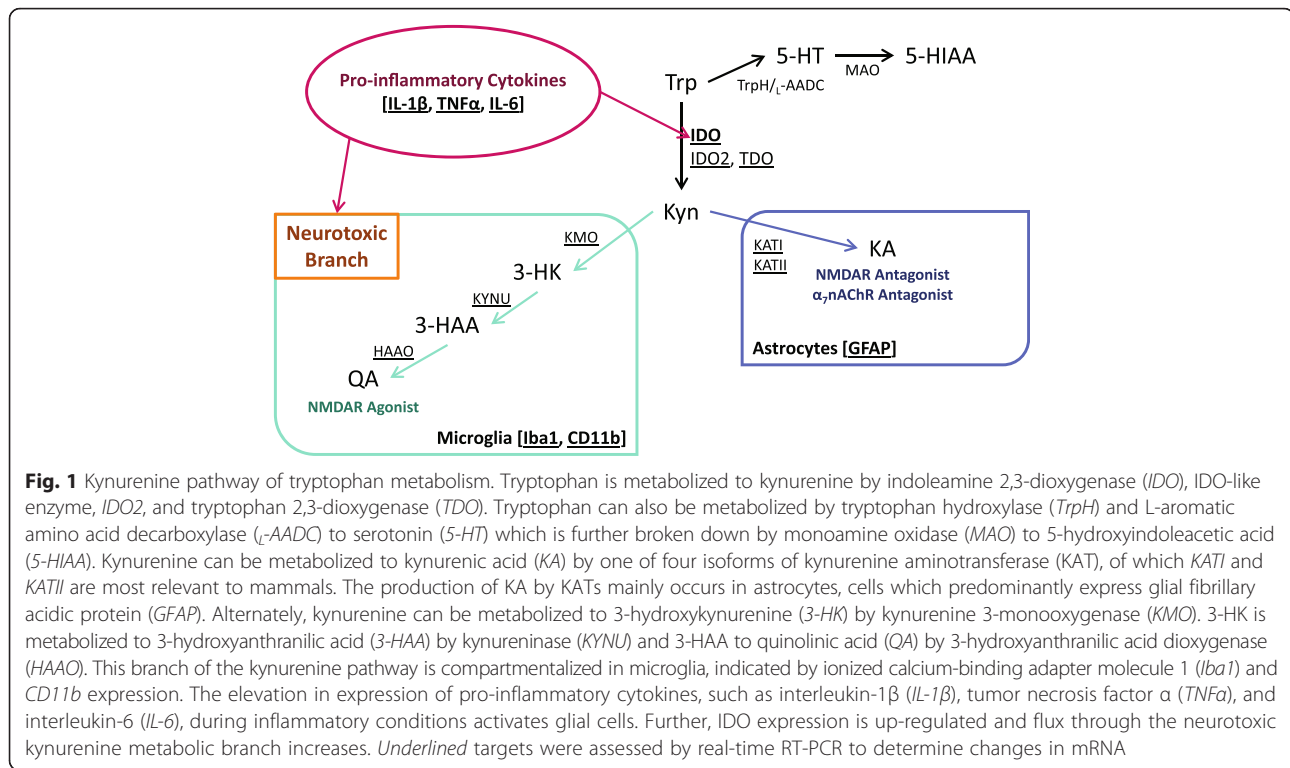 Pro-inflammatory Cytokines
[IL-1β, TNFα, IL-6]
Trp
5-HT
5-HIAA
TrpH/L-AADC
MAO
IDO
IDO2, TDO
Kyn
Neurotoxic
Branch
KMO
3-HK
KYNU
3-HAA
HAAO
QA
NMDAR Agonist
Microglia [Iba1, CD11b]
KATI
KATII
KA
NMDAR Antagonist
α7nAChR Antagonist
Astrocytes [GFAP]
Fig. 1 Kynurenine pathway of tryptophan metabolism. Tryptophan is metabolized to kynurenine by indoleamine 2,3-dioxygenase (IDO), IDO-like
enzyme, IDO2, and tryptophan 2,3-dioxygenase (TDO). Tryptophan can also be metabolized by tryptophan hydroxylase (TrpH) and L-aromatic
amino acid decarboxylase (L-AADC) to serotonin (5-HT) which is further broken down by monoamine oxidase (MAO) to 5-hydroxyindoleacetic acid
(5-HIAA). Kynurenine can be metabolized to kynurenic acid (KA) by one of four isoforms of kynurenine aminotransferase (KAT), of which KATI and
KATII are most relevant to mammals. The production of KA by KATs mainly occurs in astrocytes, cells which predominantly express glial fibrillary
acidic protein (GFAP). Alternately, kynurenine can be metabolized to 3-hydroxykynurenine (3-HK) by kynurenine 3-monooxygenase (KMO). 3-HK is
metabolized to 3-hydroxyanthranilic acid (3-HAA) by kynureninase (KYNU) and 3-HAA to quinolinic acid (QA) by 3-hydroxyanthranilic acid dioxygenase
(HAAO). This branch of the kynurenine pathway is compartmentalized in microglia, indicated by ionized calcium-binding adapter molecule 1 (Iba1) and
CD11b expression. The elevation in expression of pro-inflammatory cytokines, such as interleukin-1β (IL-1β), tumor necrosis factor α (TNFα), and
interleukin-6 (IL-6), during inflammatory conditions activates glial cells. Further, IDO expression is up-regulated and flux through the neurotoxic
kynurenine metabolic branch increases. Underlined targets were assessed by real-time RT-PCR to determine changes in mRNA